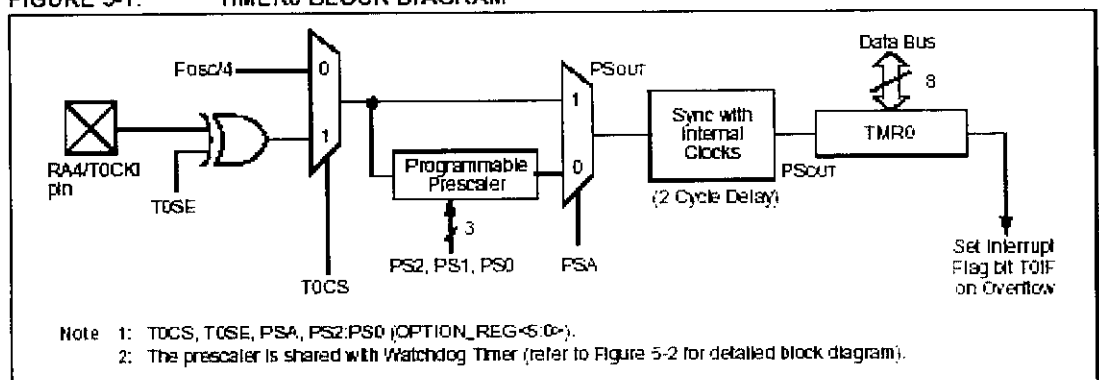 FIGURE 5-1: TIMER0 BLOCK DIAGRAM
Data Bus
8
Fosc/4
0
1
RA4/T0CKI
pin
T0SE
T0CS
Programmable
Prescaler
3
PS2, PS1, PS0
PSOUT
1
0
PSA
Sync with
Internal
Clocks
(2 Cycle Delay)
PSOUT
TMR0
Set Interrupt
Flag bit T0IF
on Overflow
Note 1: T0CS, T0SE, PSA, PS2:PS0 (OPTION_REG<5:0>).
2: The prescaler is shared with Watchdog Timer (refer to Figure 5-2 for detailed block diagram).